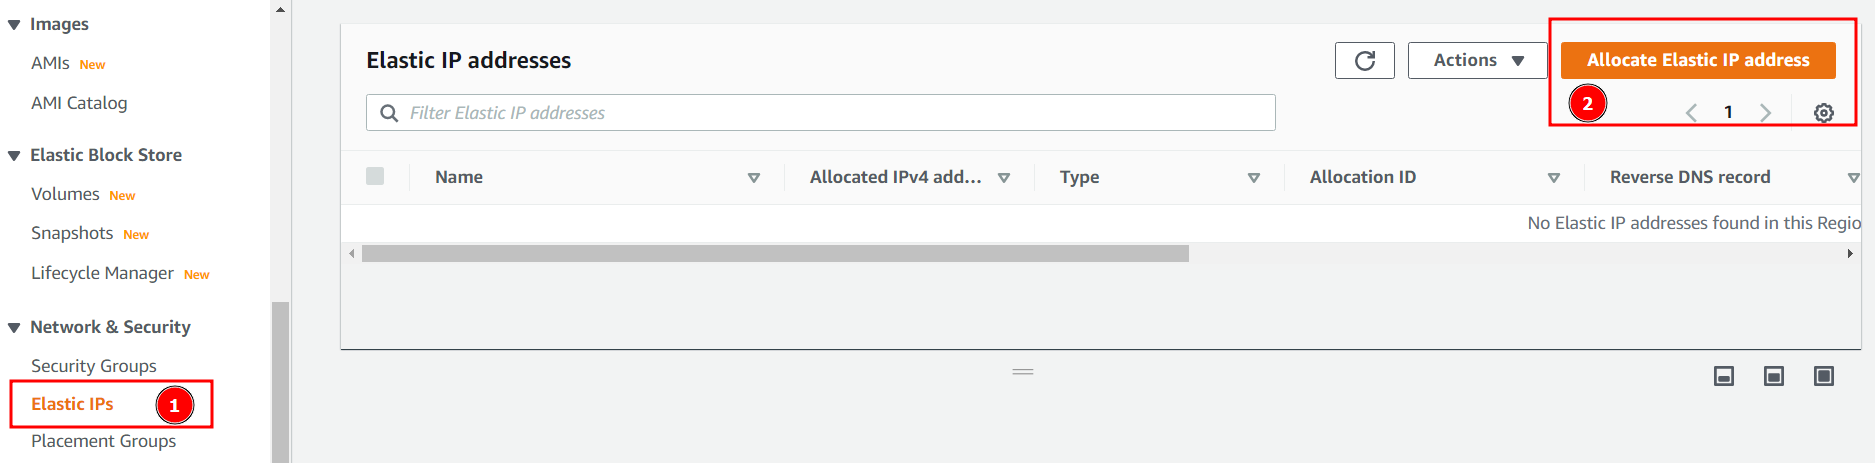 Images
AMIs New
AMI Catalog
Elastic Block Store
Volumes New
Snapshots New
Lifecycle Manager New
Network & Security
Security Groups
Elastic IPs 1
Placement Groups
Elastic IP addresses
Actions
Allocate Elastic IP address
Filter Elastic IP addresses
2
1
Name Allocated IPv4 add... Type Allocation ID Reverse DNS record
No Elastic IP addresses found in this Regio